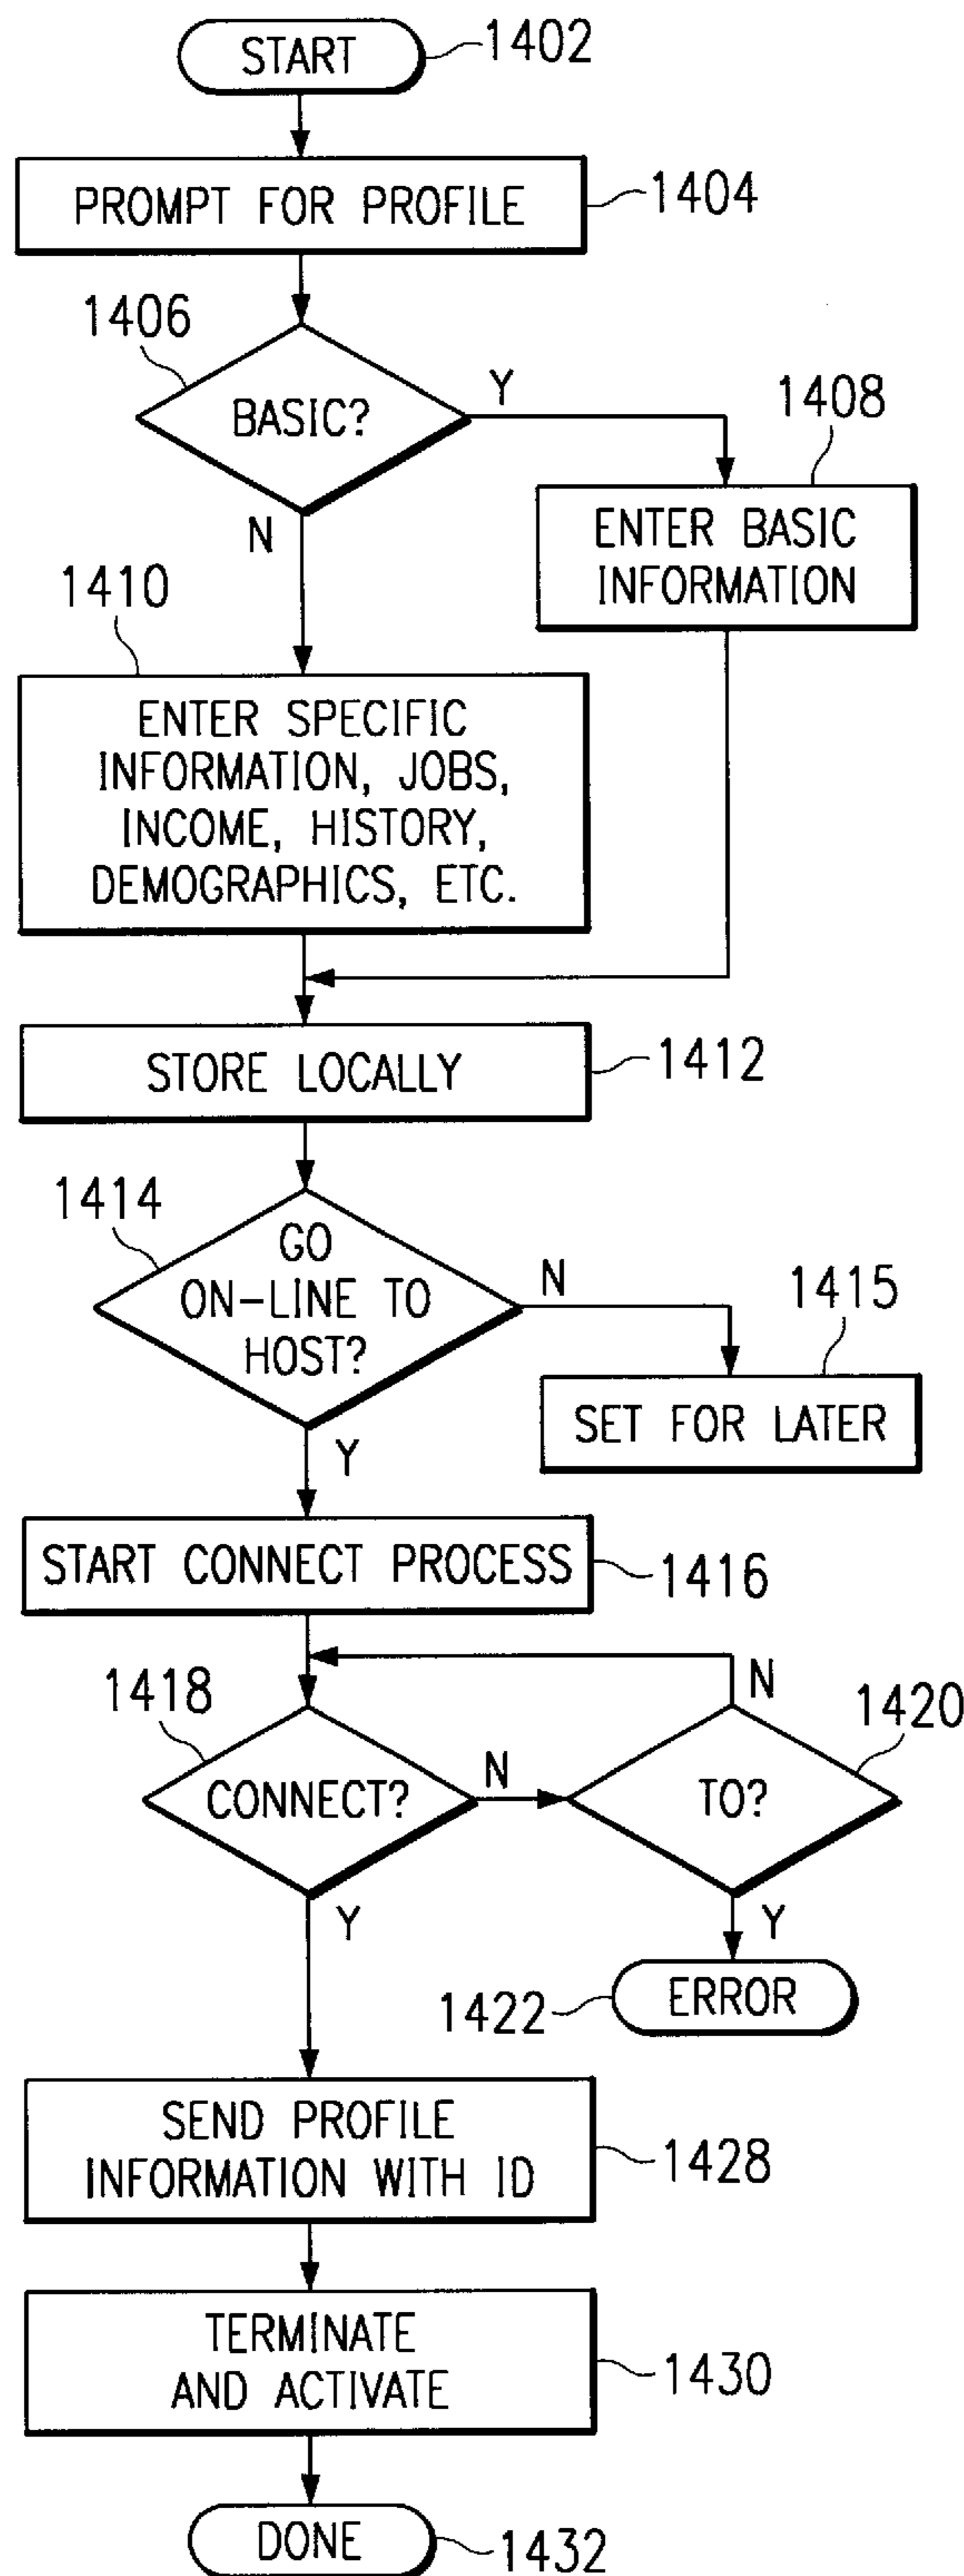 START
1402
PROMPT FOR PROFILE
1404
1406
BASIC?
Y
N
1408
ENTER BASIC
INFORMATION
1410
ENTER SPECIFIC
INFORMATION, JOBS,
INCOME, HISTORY,
DEMOGRAPHICS, ETC.
STORE LOCALLY
1412
1414
GO
ON-LINE TO
HOST?
N
Y
1415
SET FOR LATER
START CONNECT PROCESS
1416
1418
CONNECT?
N
Y
N
1420
TO?
Y
1422
ERROR
SEND PROFILE
INFORMATION WITH ID
1428
TERMINATE
AND ACTIVATE
1430
DONE
1432